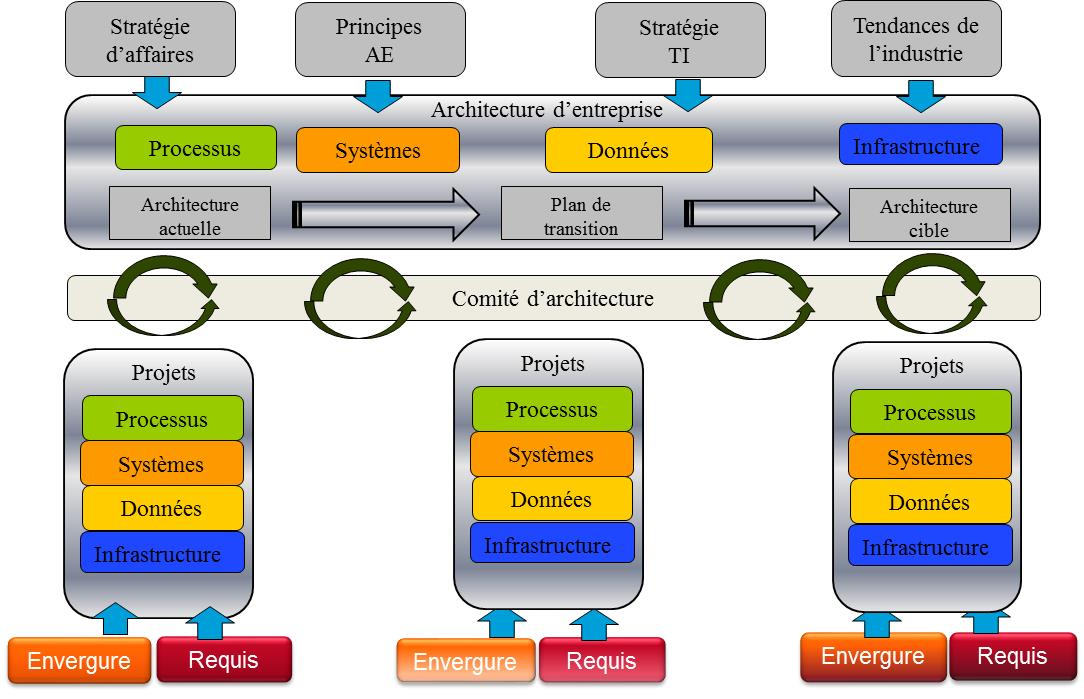 Stratégie
d’affaires
Principes
AE
Stratégie
TI
Tendances de
l’industrie
Architecture d’entreprise
Processus
Systèmes
Données
Infrastructure
Architecture
actuelle
Plan de
transition
Architecture
cible
Comité d’architecture
Projets
Processus
Systèmes
Données
Infrastructure
Envergure
Requis
Projets
Processus
Systèmes
Données
Infrastructure
Envergure
Requis
Projets
Processus
Systèmes
Données
Infrastructure
Envergure
Requis